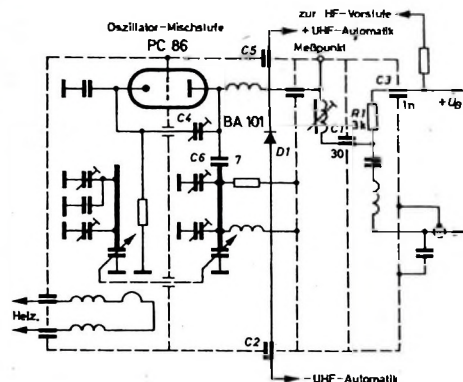 zur HF-Vorstufe
Oszillator-Mischstufe
PC 86
C5
+ UHF-Automatik
Meßpunkt
C3
C4
BA 101
R1
3k
1n
+UB
C1
30
D1
C6
7
Heiz.
C2
- UHF-Automatik